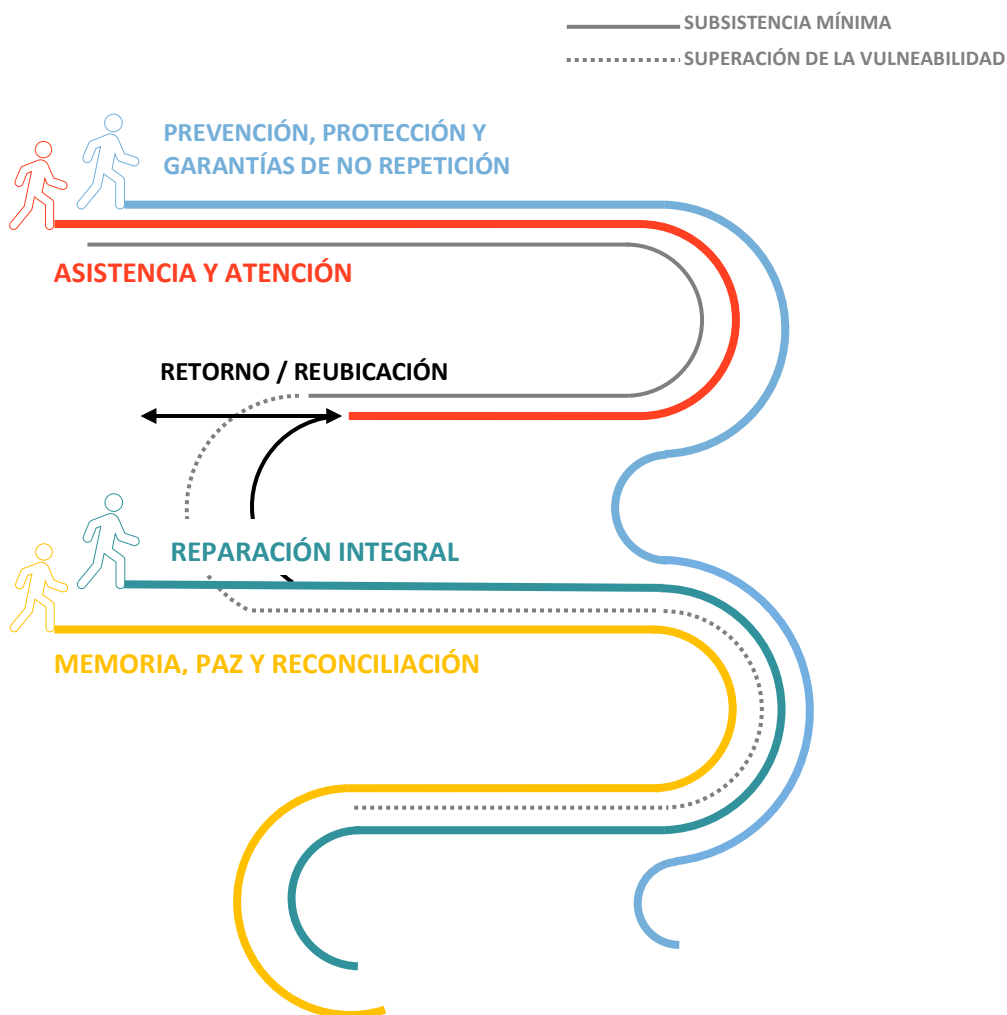 SUBSISTENCIA MÍNIMA
SUPERACIÓN DE LA VULNEABILIDAD
PREVENCIÓN, PROTECCIÓN Y
GARANTÍAS DE NO REPETICIÓN
ASISTENCIA Y ATENCIÓN
RETORNO / REUBICACIÓN
REPARACIÓN INTEGRAL
MEMORIA, PAZ Y RECONCILIACIÓN